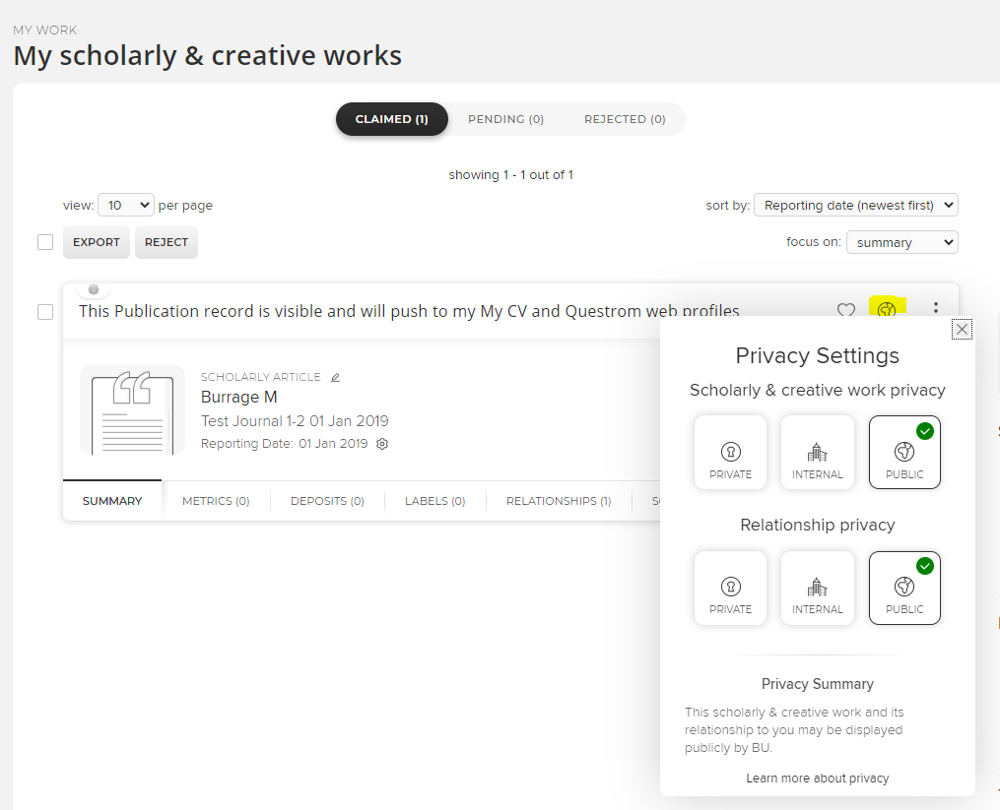 MY WORK
My scholarly & creative works
CLAIMED (1) PENDING (0) REJECTED (0)
showing 1 - 1 out of 1
view: 10 per page sort by: Reporting date (newest first)
EXPORT REJECT focus on: summary
This Publication record is visible and will push to my My CV and Questrom web profiles
SCHOLARLY ARTICLE
Burrage M
Test Journal 1-2 01 Jan 2019
Reporting Date: 01 Jan 2019
SUMMARY METRICS (0) DEPOSITS (0) LABELS (0) RELATIONSHIPS (1)
Privacy Settings
Scholarly & creative work privacy
PRIVATE INTERNAL PUBLIC
Relationship privacy
PRIVATE INTERNAL PUBLIC
Privacy Summary
This scholarly & creative work and its
relationship to you may be displayed
publicly by BU.
Learn more about privacy